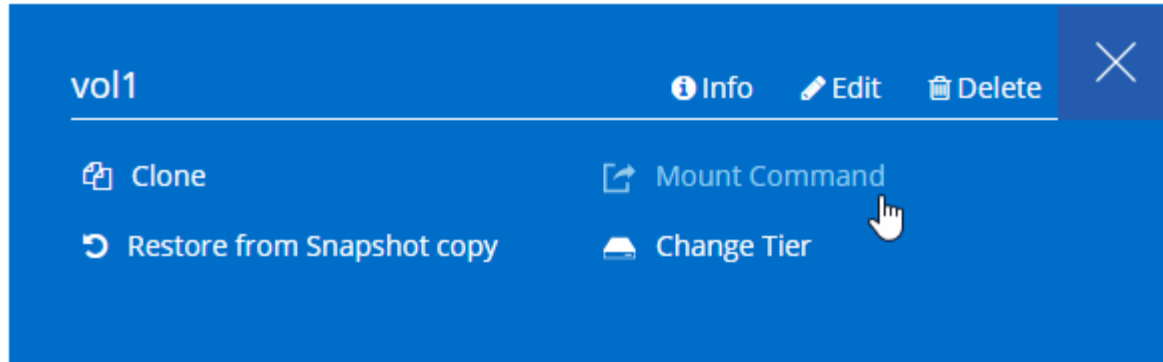 vol1 Info Edit Delete
Clone Mount Command
Restore from Snapshot copy Change Tier